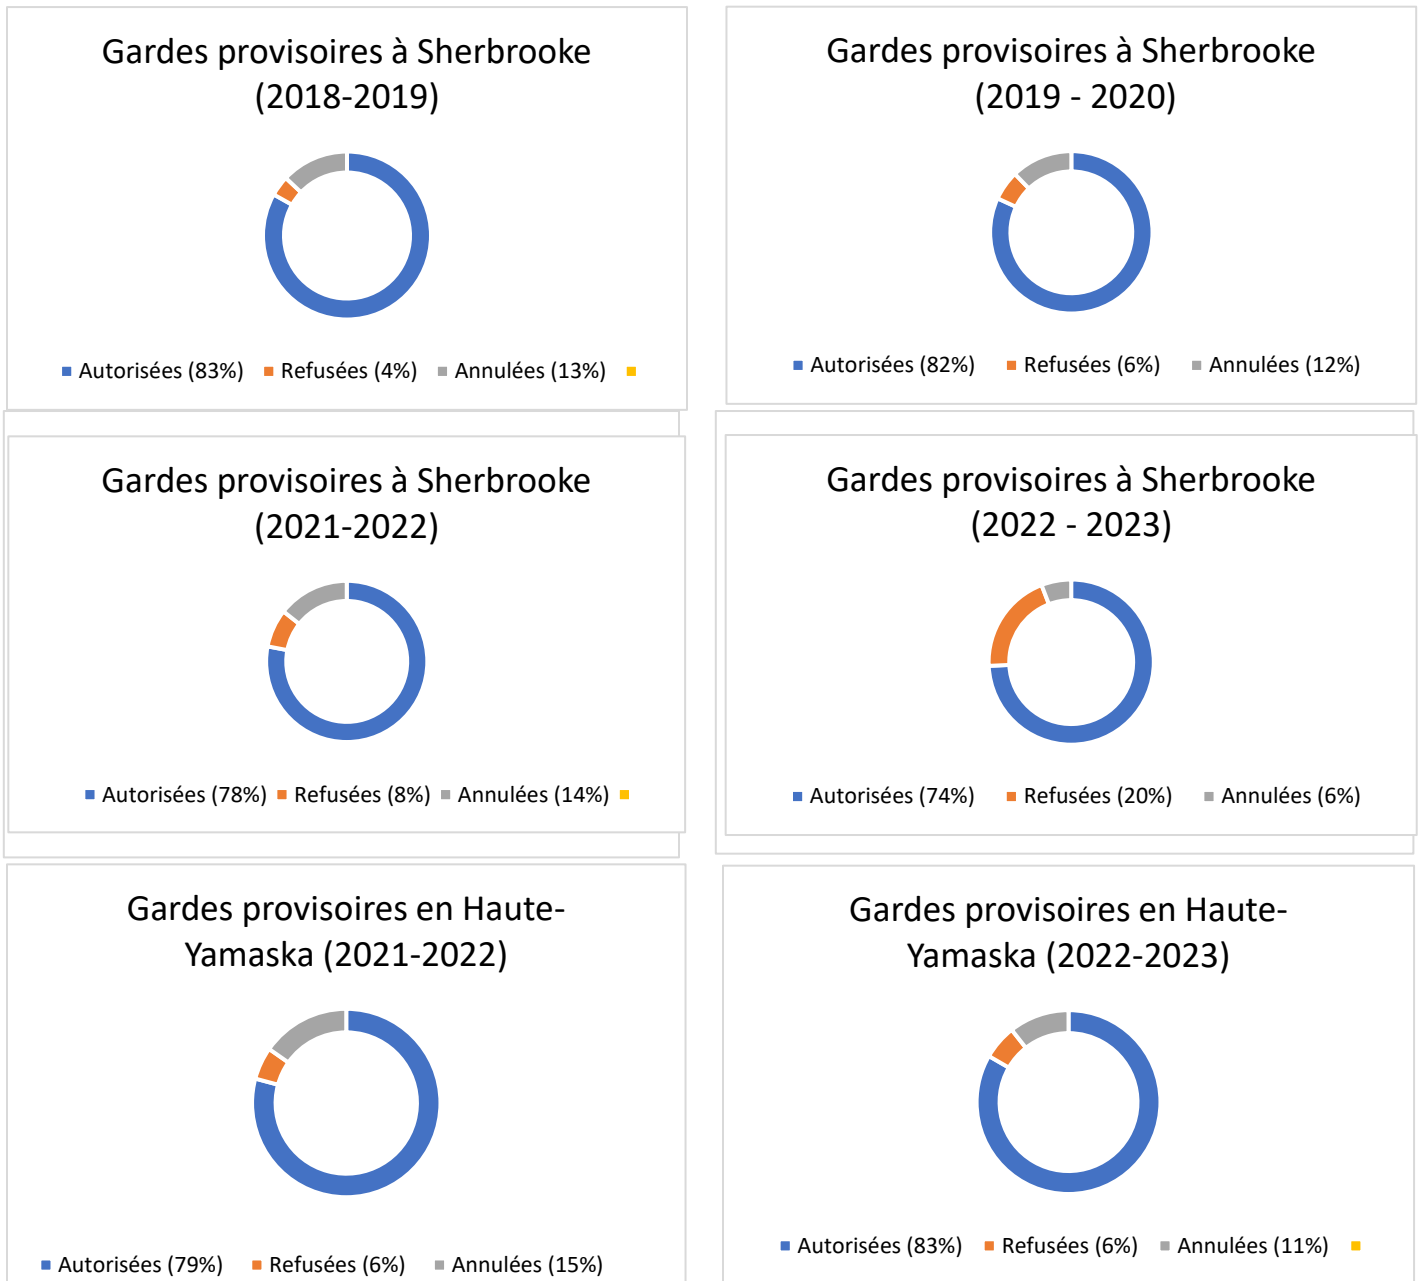 Gardes provisoires à Sherbrooke
(2018-2019)
Autorisées (83%) Refusées (4%) Annulées (13%)
Gardes provisoires à Sherbrooke
(2019 - 2020)
Autorisées (82%) Refusées (6%) Annulées (12%)
Gardes provisoires à Sherbrooke
(2021-2022)
Autorisées (78%) Refusées (8%) Annulées (14%)
Gardes provisoires à Sherbrooke
(2022 - 2023)
Autorisées (74%) Refusées (20%) Annulées (6%)
Gardes provisoires en Haute-
Yamaska (2021-2022)
Autorisées (79%) Refusées (6%) Annulées (15%)
Gardes provisoires en Haute-
Yamaska (2022-2023)
Autorisées (83%) Refusées (6%) Annulées (11%)